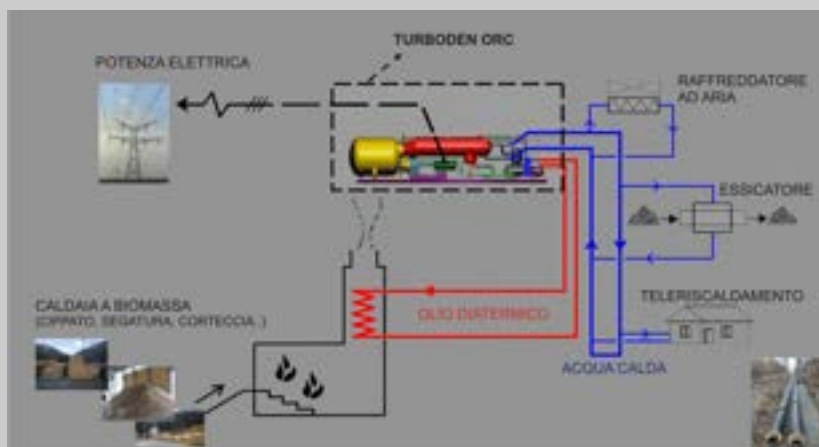 TURBODEN ORC
POTENZA ELETTRICA
RAFFREDDATORE
AD ARIA
ESSICATORE
CALDAIA A BIOMASSA
(CIPPATO, SEGATURA, CORTECCIA..)
OLIO DIATERMICO
TELERISCALDAMENTO
ACQUA CALDA